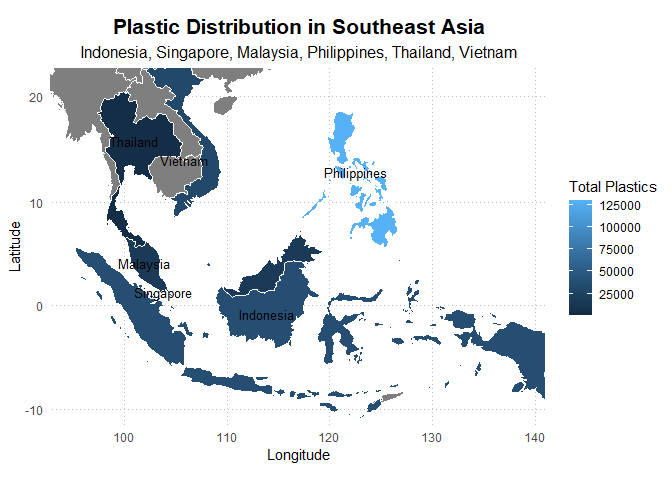 Plastic Distribution in Southeast Asia
Indonesia, Singapore, Malaysia, Philippines, Thailand, Vietnam
20
10
0
-10
Latitude
Thailand
Vietnam
Philippines
Malaysia
Singapore
Indonesia
100
110
120
130
140
Longitude
Total Plastics
125000
100000
75000
50000
25000